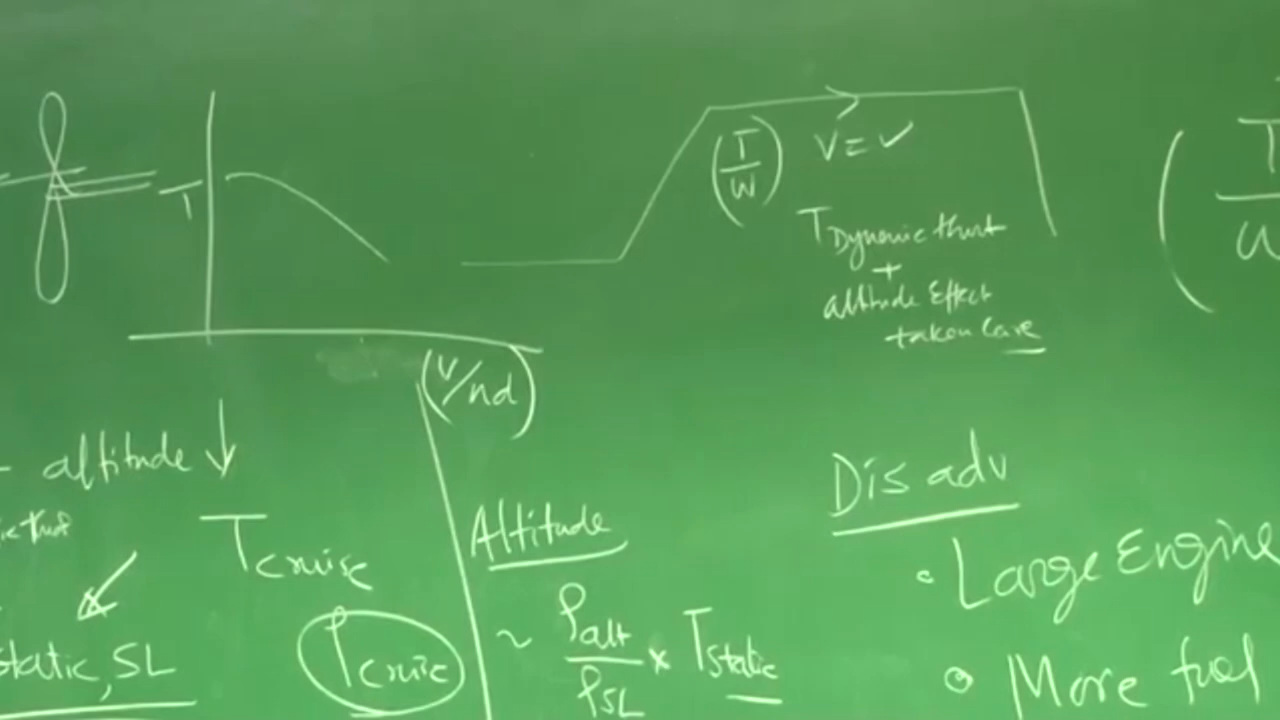 T
(V/nd)
(T/W) V = ✓
T Dynamic thrust
+
altitude Effect
taken Care
(T
altitude ↓
T cruise
T cruise
static, SL
Altitude
~ ρalt/ρSL × Tstatic
Dis adv
• Large Engine
• More fuel